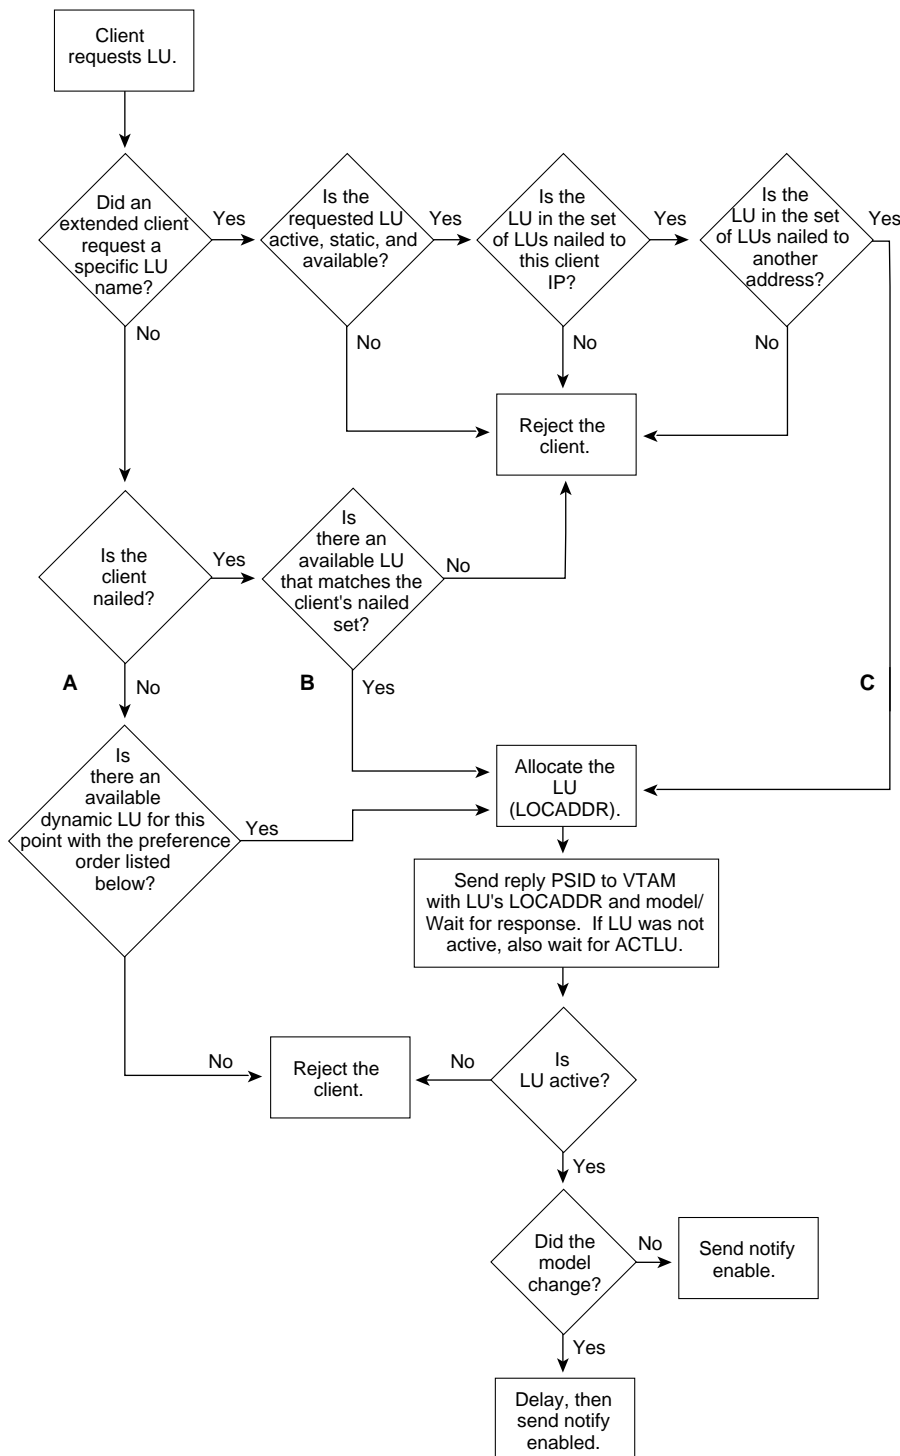 Client
requests LU.
Did an
extended client
request a
specific LU
name?
Yes
Is the
requested LU
active, static, and
available?
Yes
Is the
LU in the set
of LUs nailed to
this client
IP?
Yes
Is the
LU in the set
of LUs nailed to
another
address?
Yes
No
No
No
No
Reject the
client.
Is the
client
nailed?
Yes
Is
there an
available LU
that matches the
client's nailed
set?
No
A
No
B
Yes
C
Is
there an
available
dynamic LU for this
point with the preference
order listed
below?
Yes
Allocate the
LU
(LOCADDR).
Send reply PSID to VTAM
with LU's LOCADDR and model/
Wait for response. If LU was not
active, also wait for ACTLU.
No
Reject the
client.
No
Is
LU active?
Yes
Did the
model
change?
No
Send notify
enable.
Yes
Delay, then
send notify
enabled.